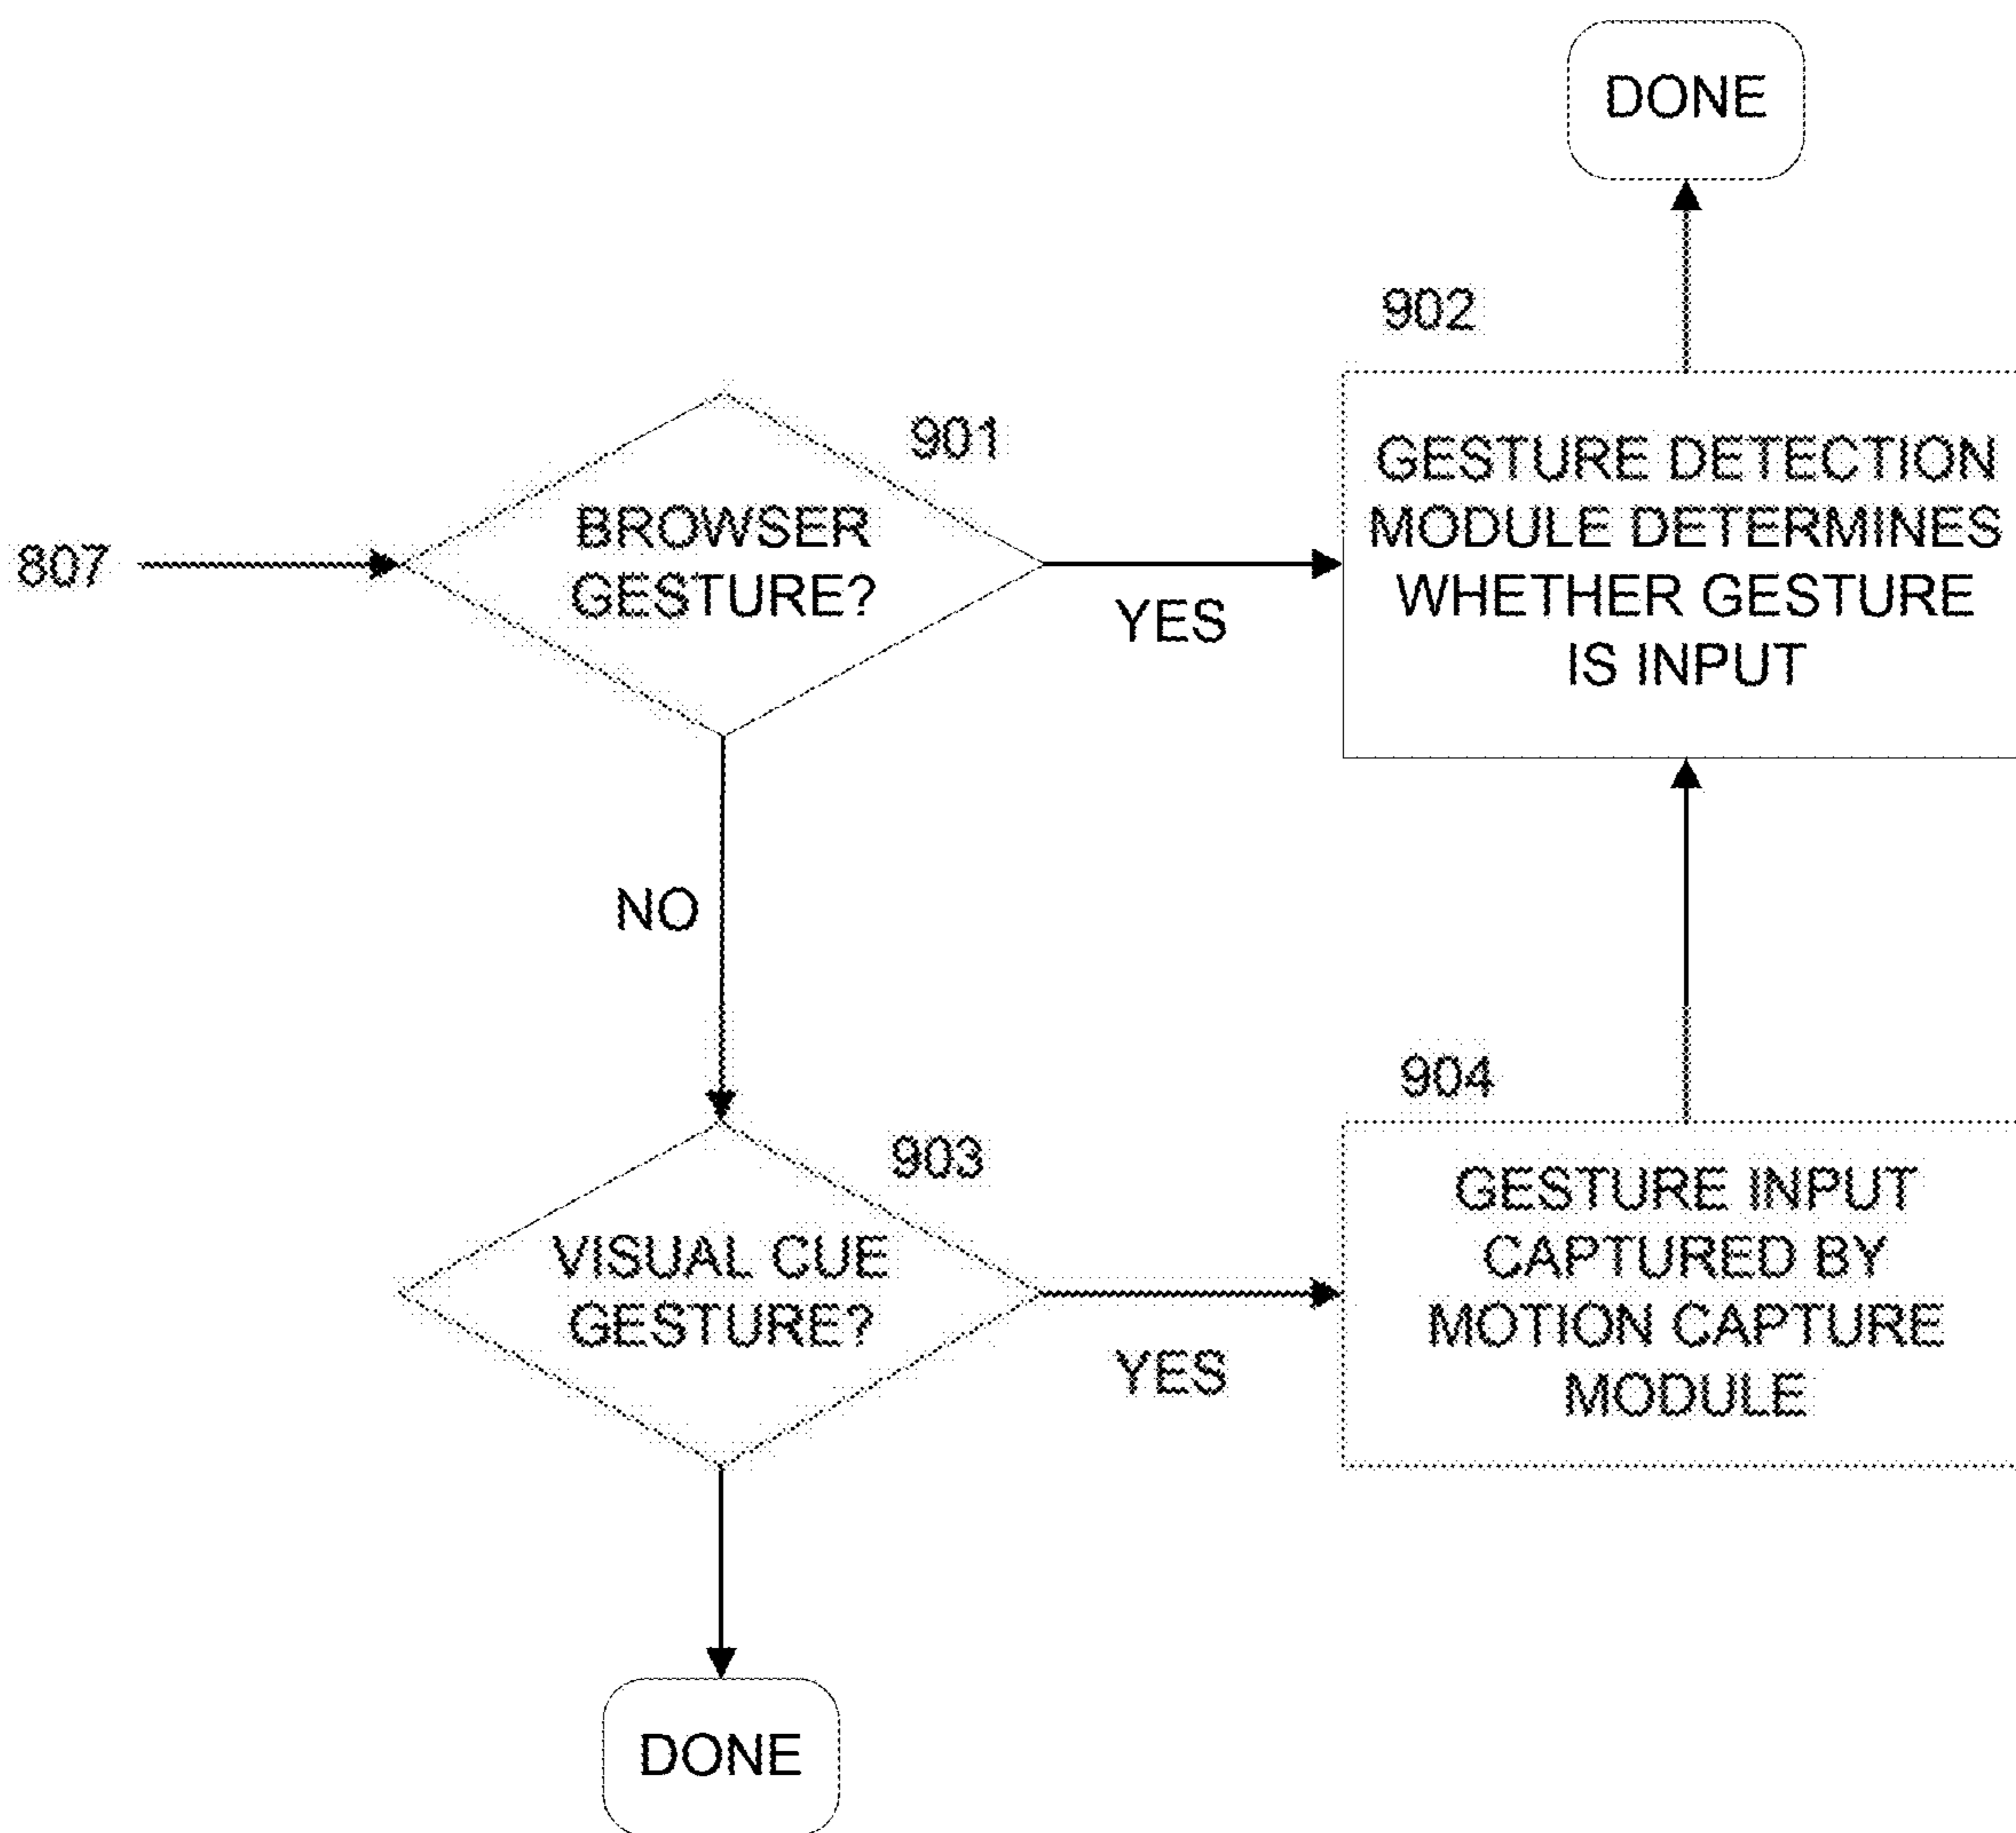 DONE
902
901
GESTURE DETECTION
MODULE DETERMINES
WHETHER GESTURE
IS INPUT
807
BROWSER
GESTURE?
YES
NO
904
903
VISUAL CUE
GESTURE?
YES
GESTURE INPUT
CAPTURED BY
MOTION CAPTURE
MODULE
DONE